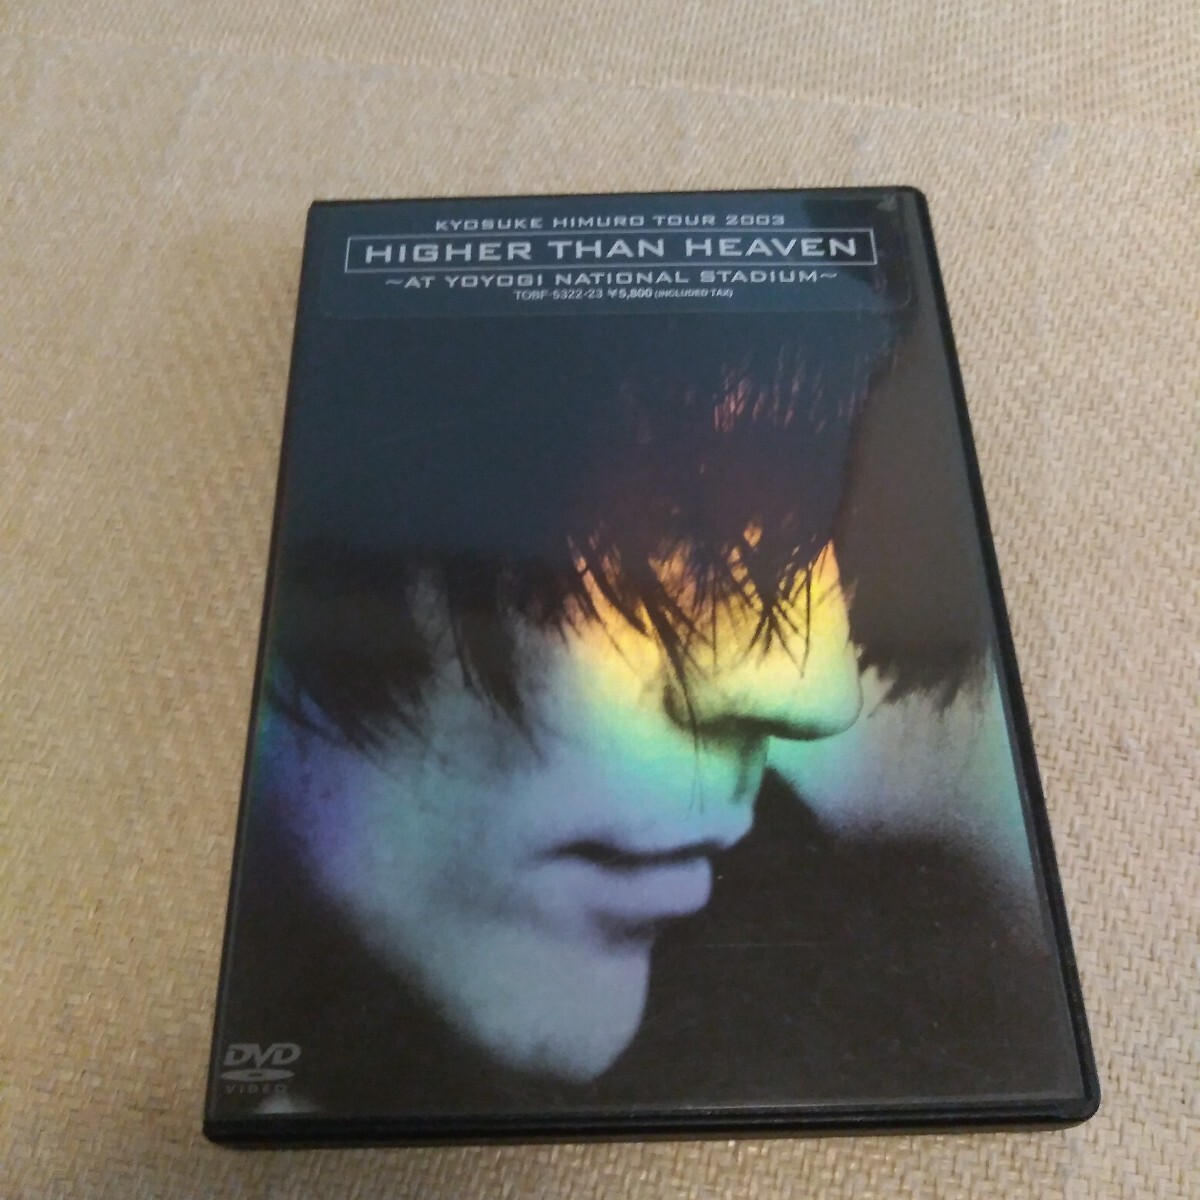 KYOSUKE HIMURO TOUR 2003
HIGHER THAN HEAVEN
~AT YOYOGI NATIONAL STADIUM~
TOBF-5322·23 ¥5,800 (INCLUDED TAX)
DVD
VIDEO